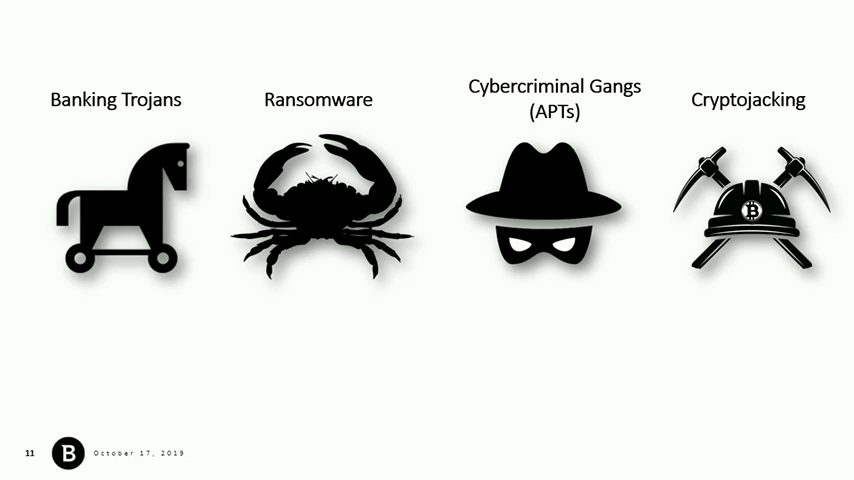 Banking Trojans
Ransomware
Cybercriminal Gangs
(APTs)
Cryptojacking
B
11
B
October 17, 2019